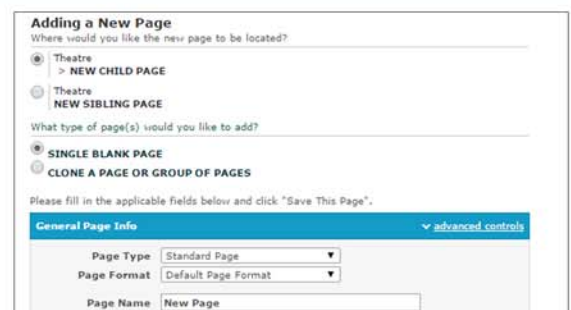 Adding a New Page
Where would you like the new page to be located?
Theatre
> NEW CHILD PAGE
Theatre
NEW SIBLING PAGE
What type of page(s) would you like to add?
SINGLE BLANK PAGE
CLONE A PAGE OR GROUP OF PAGES
Please fill in the applicable fields below and click "Save This Page".
General Page Info advanced controls
Page Type Standard Page
Page Format Default Page Format
Page Name New Page